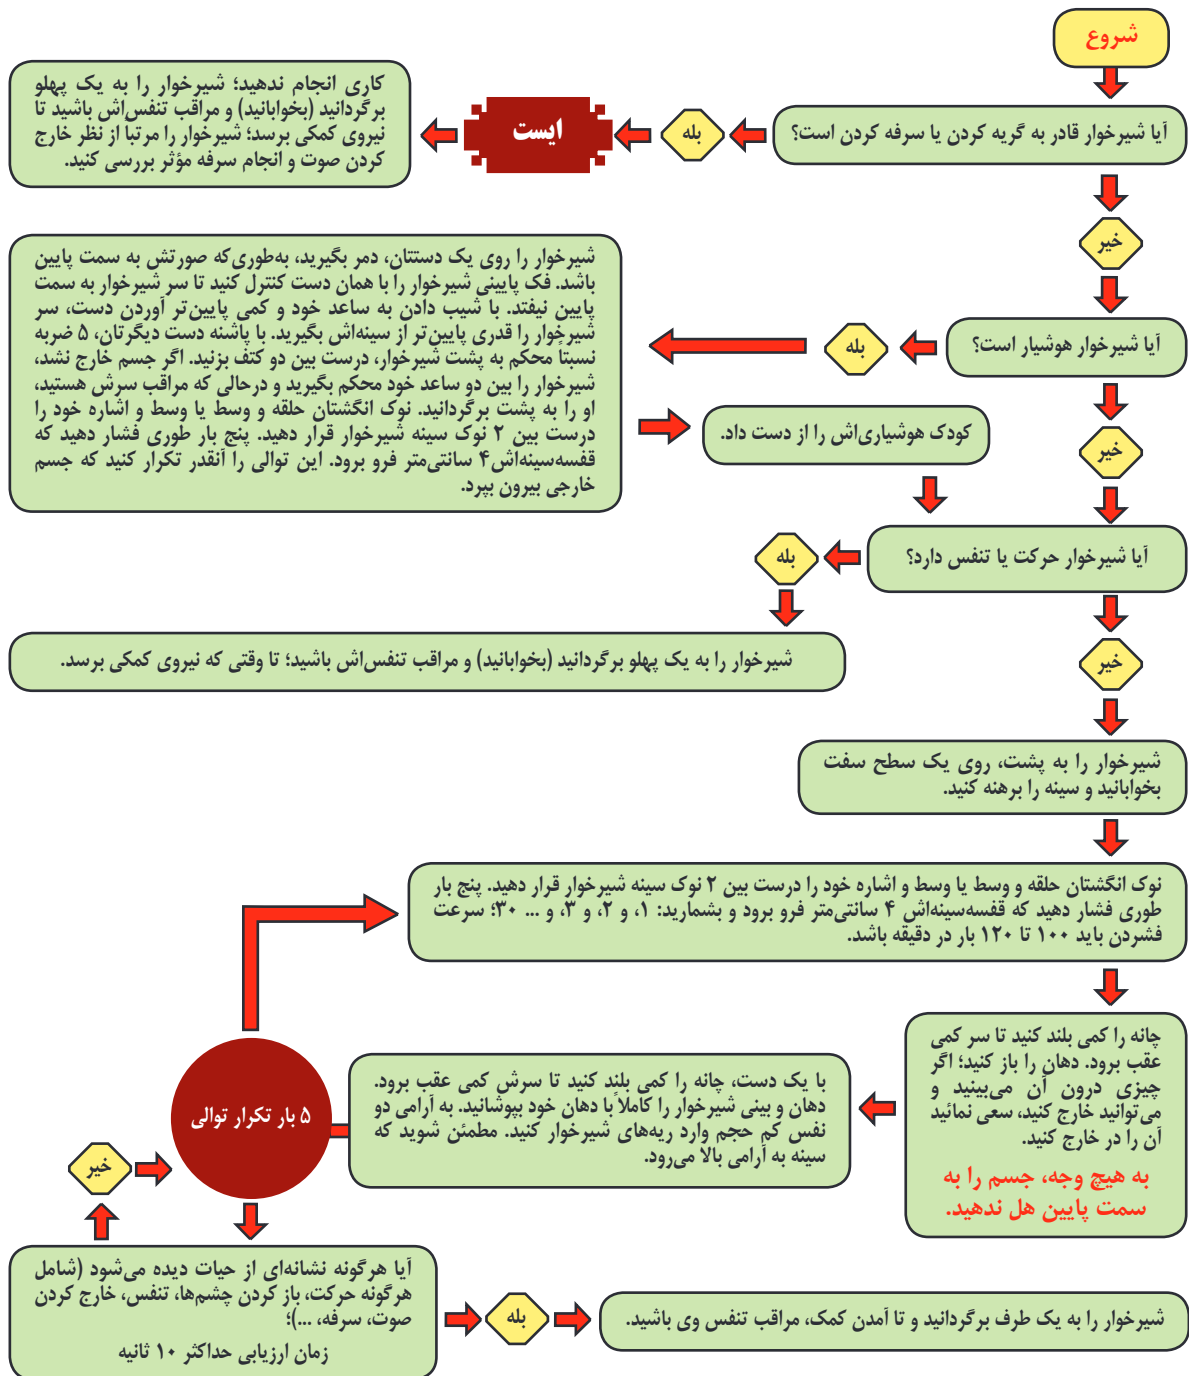 شروع
آیا شیرخوار قادر به گریه کردن یا سرفه کردن است؟
بله
ایست
کاری انجام ندهید؛ شیرخوار را به یک پهلو
برگردانید (بخوابانید) و مراقب تنفس‌اش باشید تا
نیروی کمکی برسد؛ شیرخوار را مرتباً از نظر خارج
کردن صوت و انجام سرفه مؤثر بررسی کنید.
خیر
آیا شیرخوار هوشیار است؟
بله
شیرخوار را روی یک دستتان، دمر بگیرید، به‌طوری‌که صورتش به سمت پایین
باشد. فک پایینی شیرخوار را با همان دست کنترل کنید تا سر شیرخوار به سمت
پایین نیفتد. با شیب دادن به ساعد خود و کمی پایین‌تر آوردن دست، سر
شیرخوار را قدری پایین‌تر از سینه‌اش بگیرید. با پاشنه دست دیگرتان، ۵ ضربه
نسبتاً محکم به پشت شیرخوار، درست بین دو کتف بزنید. اگر جسم خارج نشد،
شیرخوار را بین دو ساعد خود محکم بگیرید و درحالی که مراقب سرش هستید،
او را به پشت برگردانید. نوک انگشتان حلقه و وسط یا وسط و اشاره خود را
درست بین ۲ نوک سینه شیرخوار قرار دهید. پنج بار طوری فشار دهید که
قفسه‌سینه‌اش۴ سانتی‌متر فرو برود. این توالی را آنقدر تکرار کنید که جسم
خارجی بیرون بپرد.
کودک هوشیاری‌اش را از دست داد.
خیر
آیا شیرخوار حرکت یا تنفس دارد؟
بله
شیرخوار را به یک پهلو برگردانید (بخوابانید) و مراقب تنفس‌اش باشید؛ تا وقتی که نیروی کمکی برسد.
خیر
شیرخوار را به پشت، روی یک سطح سفت
بخوابانید و سینه را برهنه کنید.
نوک انگشتان حلقه و وسط یا وسط و اشاره خود را درست بین ۲ نوک سینه شیرخوار قرار دهید. پنج بار
طوری فشار دهید که قفسه‌سینه‌اش ۴ سانتی‌متر فرو برود و بشمارید: ۱، و ۲، و ۳، و ... ۳۰؛ سرعت
فشردن باید ۱۰۰ تا ۱۲۰ بار در دقیقه باشد.
چانه را کمی بلند کنید تا سر کمی
عقب برود. دهان را باز کنید؛ اگر
چیزی درون آن می‌بینید و
می‌توانید خارج کنید، سعی نمائید
آن را در خارج کنید.
به هیچ وجه، جسم را به
سمت پایین هل ندهید.
با یک دست، چانه را کمی بلند کنید تا سرش کمی عقب برود.
دهان و بینی شیرخوار را کاملاً با دهان خود بپوشانید. به آرامی دو
نفس کم حجم وارد ریه‌های شیرخوار کنید. مطمئن شوید که
سینه به آرامی بالا می‌رود.
۵ بار تکرار توالی
خیر
آیا هرگونه نشانه‌ای از حیات دیده می‌شود (شامل
هرگونه حرکت، باز کردن چشم‌ها، تنفس، خارج کردن
صوت، سرفه، ...)؛
زمان ارزیابی حداکثر ۱۰ ثانیه
بله
شیرخوار را به یک طرف برگردانید و تا آمدن کمک، مراقب تنفس وی باشید.